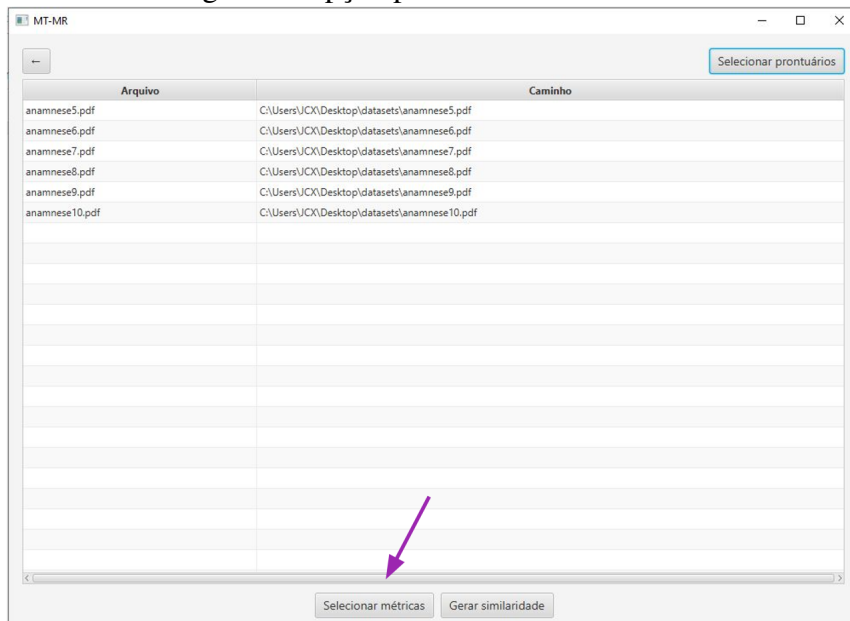 MT-MR
←
Selecionar prontuários
Arquivo Caminho
anamnese5.pdf C:\Users\JCX\Desktop\datasets\anamnese5.pdf
anamnese6.pdf C:\Users\JCX\Desktop\datasets\anamnese6.pdf
anamnese7.pdf C:\Users\JCX\Desktop\datasets\anamnese7.pdf
anamnese8.pdf C:\Users\JCX\Desktop\datasets\anamnese8.pdf
anamnese9.pdf C:\Users\JCX\Desktop\datasets\anamnese9.pdf
anamnese10.pdf C:\Users\JCX\Desktop\datasets\anamnese10.pdf
Selecionar métricas Gerar similaridade